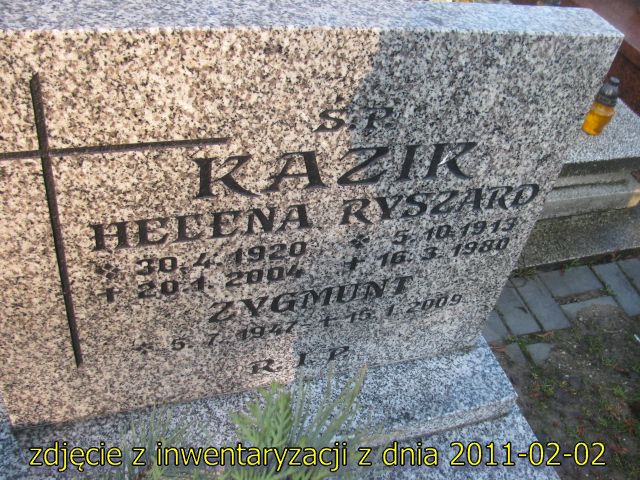 Ś.P.
KAZIK
HELENA RYSZARD
* 30.4.1920 * 5.10.1913
+ 20.1.2004 + 16.3.1980
ZYGMUNT
* 5.7.1947 - + 15.1.2009
R.I.P.
zdjęcie z inwentaryzacji z dnia 2011-02-02